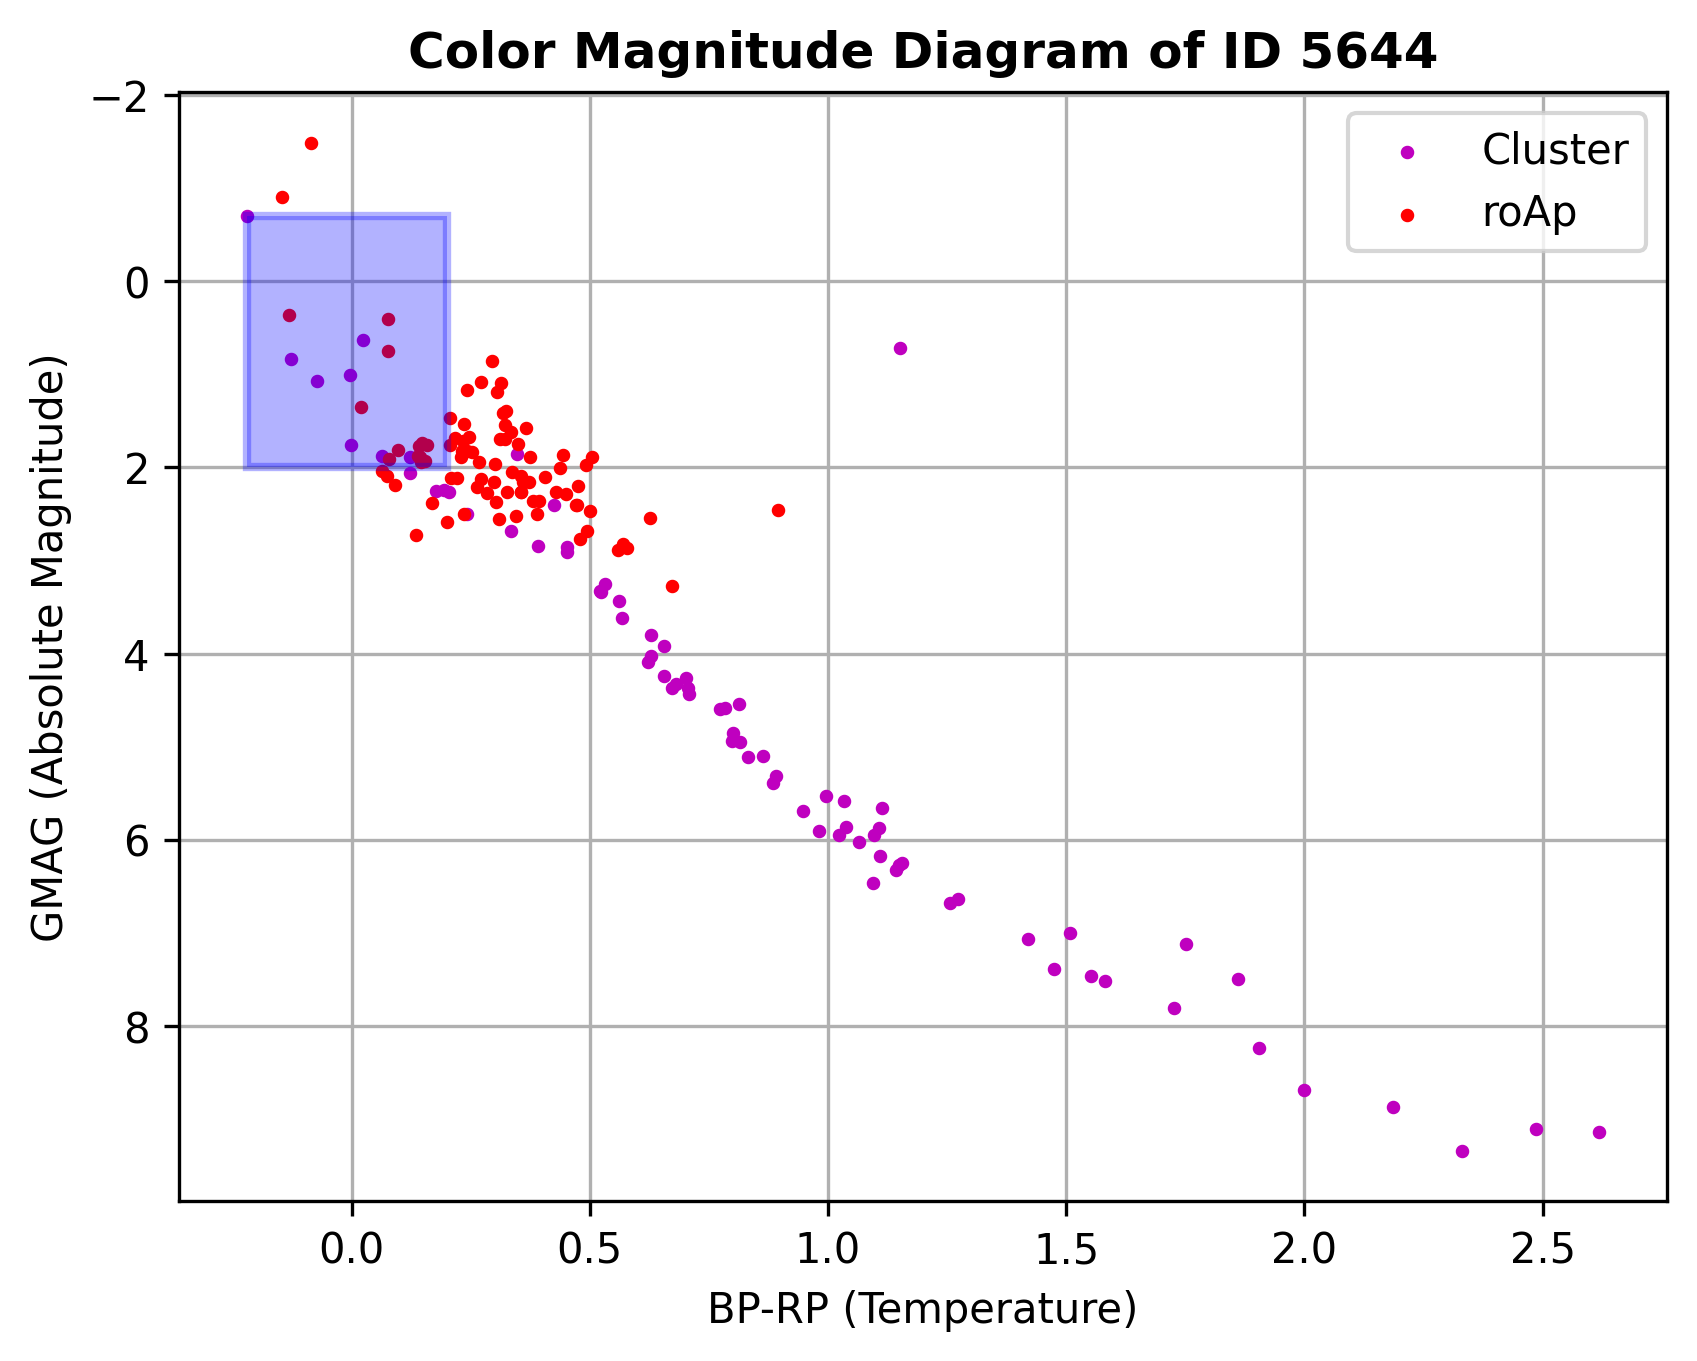 Color Magnitude Diagram of ID 5644
Cluster
roAp
−2
0
2
4
6
8
GMAG (Absolute Magnitude)
0.0 0.5 1.0 1.5 2.0 2.5
BP-RP (Temperature)